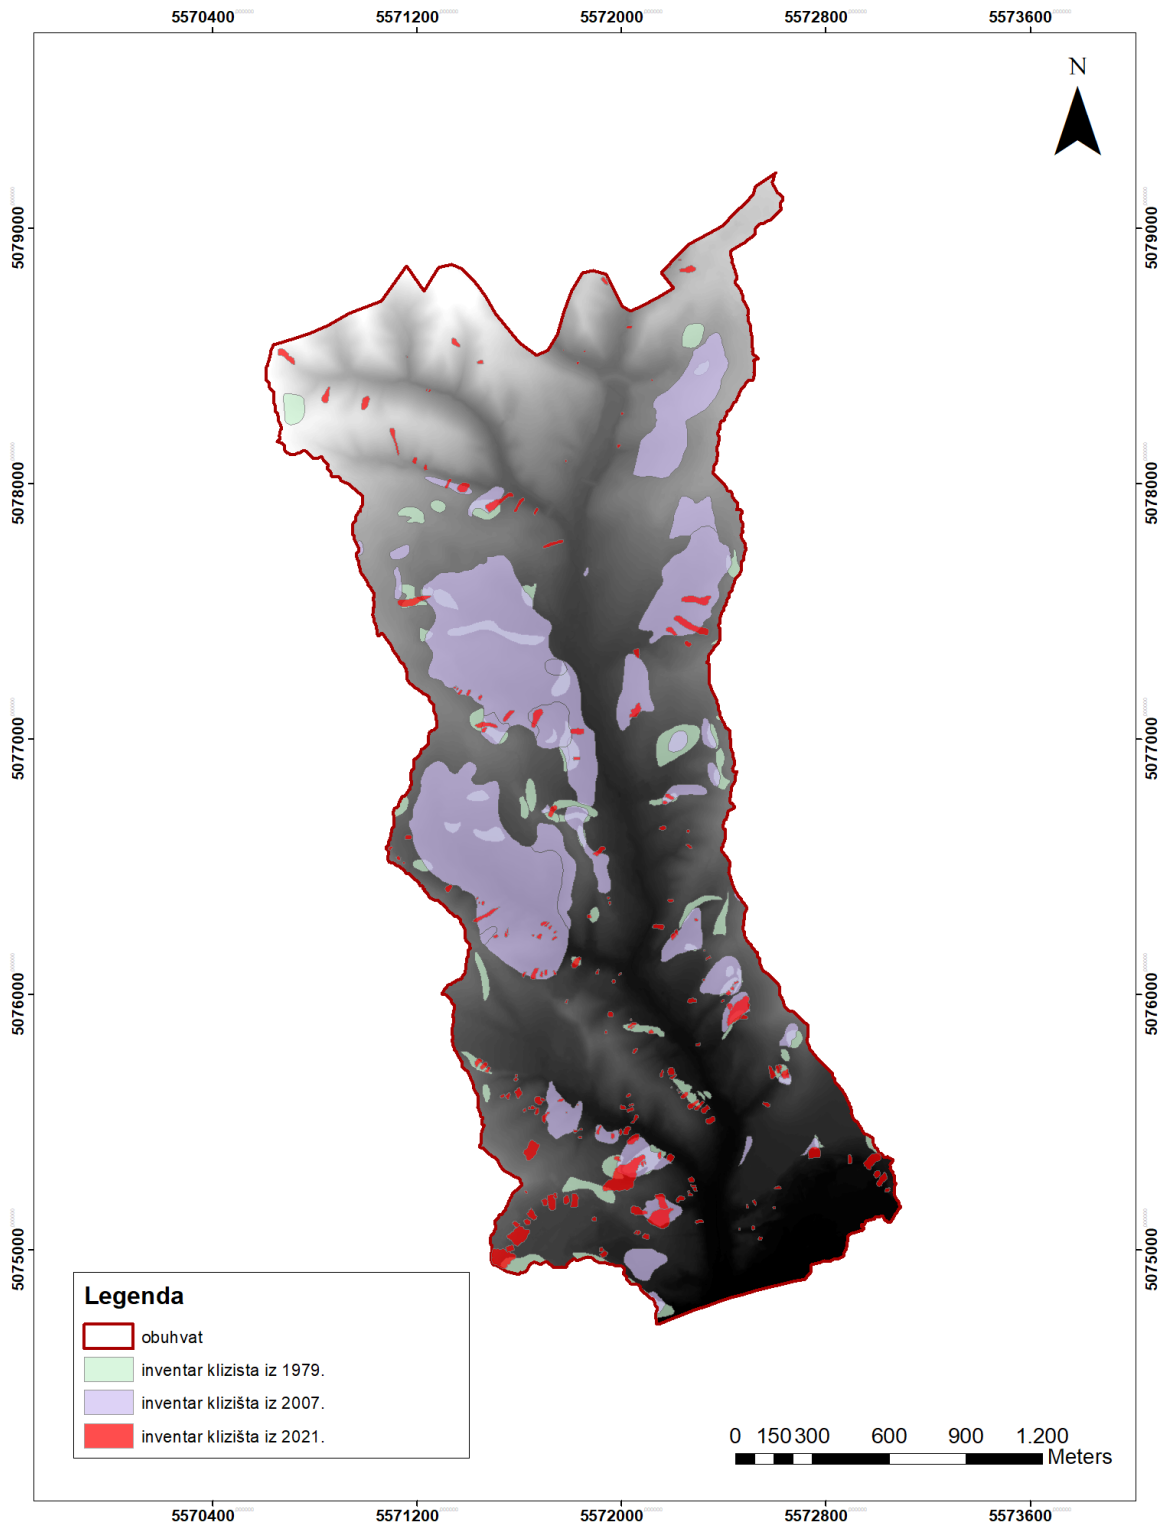 5570400 5571200 5572000 5572800 5573600
N
5079000 5079000
5078000 5078000
5077000 5077000
5076000 5076000
5075000 5075000
Legenda
obuhvat
inventar klizista iz 1979.
inventar klizišta iz 2007.
inventar klizišta iz 2021.
0 150 300 600 900 1.200
Meters
5570400 5571200 5572000 5572800 5573600